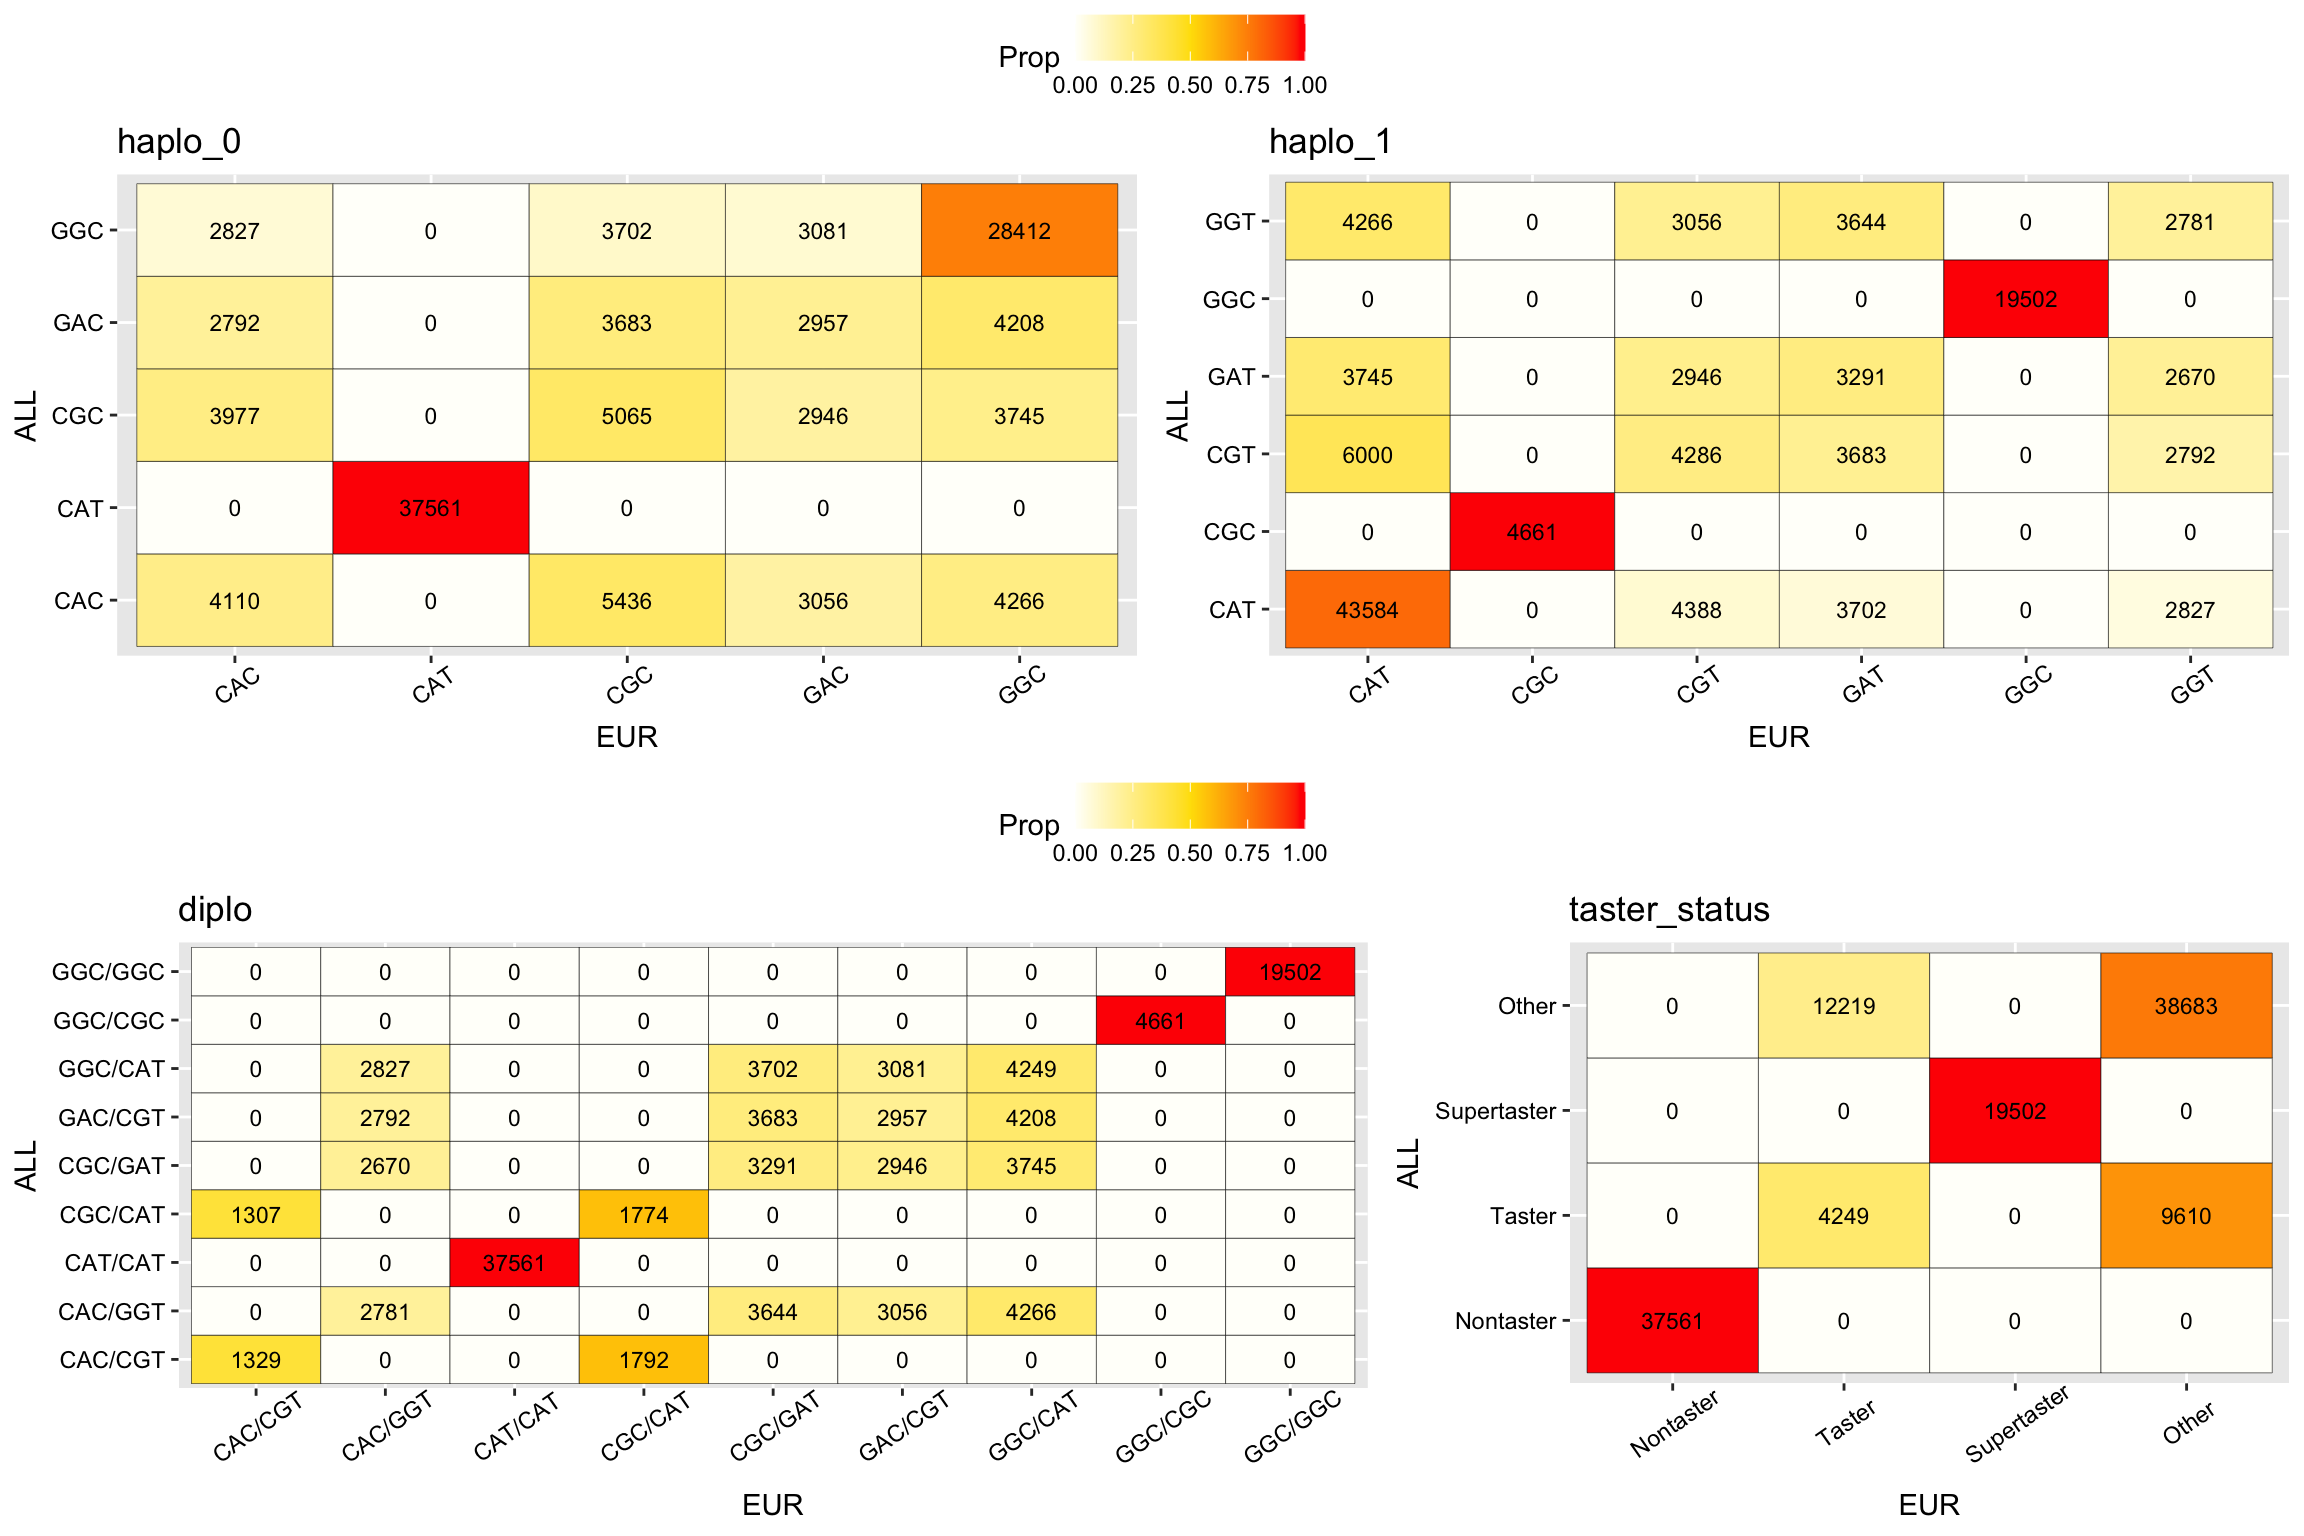 Prop
0.00 0.25 0.50 0.75 1.00
haplo_0
ALL
GGC 2827 0 3702 3081 28412
GAC 2792 0 3683 2957 4208
CGC 3977 0 5065 2946 3745
CAT 0 37561 0 0 0
CAC 4110 0 5436 3056 4266
CAC CAT CGC GAC GGC
EUR
haplo_1
ALL
GGT 4266 0 3056 3644 0 2781
GGC 0 0 0 0 19502 0
GAT 3745 0 2946 3291 0 2670
CGT 6000 0 4286 3683 0 2792
CGC 0 4661 0 0 0 0
CAT 43584 0 4388 3702 0 2827
CAT CGC CGT GAT GGC GGT
EUR
Prop
0.00 0.25 0.50 0.75 1.00
diplo
ALL
GGC/GGC 0 0 0 0 0 0 0 0 19502
GGC/CGC 0 0 0 0 0 0 0 4661 0
GGC/CAT 0 2827 0 0 3702 3081 4249 0 0
GAC/CGT 0 2792 0 0 3683 2957 4208 0 0
CGC/GAT 0 2670 0 0 3291 2946 3745 0 0
CGC/CAT 1307 0 0 1774 0 0 0 0 0
CAT/CAT 0 0 37561 0 0 0 0 0 0
CAC/GGT 0 2781 0 0 3644 3056 4266 0 0
CAC/CGT 1329 0 0 1792 0 0 0 0 0
CAC/CGT CAC/GGT CAT/CAT CGC/CAT CGC/GAT GAC/CGT GGC/CAT GGC/CGC GGC/GGC
EUR
taster_status
ALL
Other 0 12219 0 38683
Supertaster 0 0 19502 0
Taster 0 4249 0 9610
Nontaster 37561 0 0 0
Nontaster Taster Supertaster Other
EUR